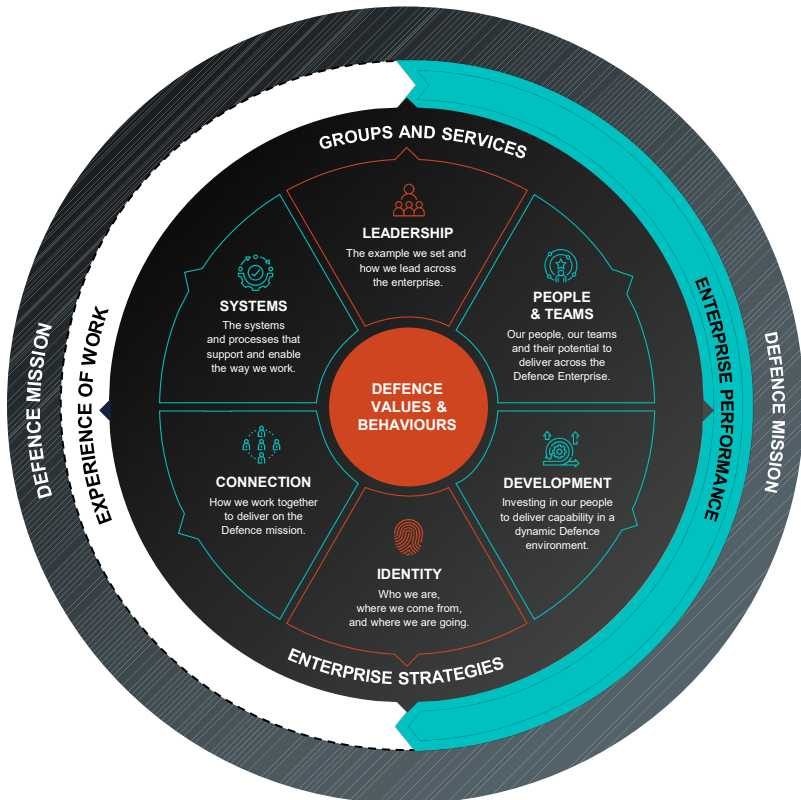 DEFENCE MISSION
EXPERIENCE OF WORK
GROUPS AND SERVICES
LEADERSHIP
The example we set and
how we lead across
the enterprise.
SYSTEMS
The systems
and processes that
support and enable
the way we work.
PEOPLE
& TEAMS
Our people, our teams
and their potential to
deliver across the
Defence Enterprise.
DEFENCE
VALUES &
BEHAVIOURS
CONNECTION
How we work together
to deliver on the
Defence mission.
DEVELOPMENT
Investing in our people
to deliver capability in a
dynamic Defence
environment.
IDENTITY
Who we are,
where we come from,
and where we are going.
ENTERPRISE STRATEGIES
ENTERPRISE PERFORMANCE
DEFENCE MISSION